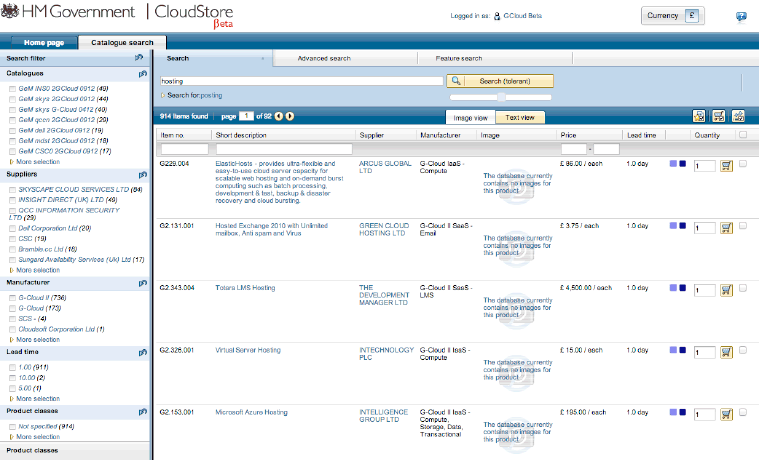 HM Government | CloudStore
Beta
Logged in as: GCloud Beta
Currency £
Home page Catalogue search
Search filter
Catalogues
GeM INS0 2GCloud 0912 (49)
GeM skys 2GCloud 0912 (44)
GeM skys G-Cloud 0412 (40)
GeM qcen 2GCloud 0912 (29)
GeM dell 2GCloud 0912 (19)
GeM mdst 2GCloud 0912 (18)
GeM CSC0 2GCloud 0912 (17)
More selection
Suppliers
SKYSCAPE CLOUD SERVICES LTD (84)
INSIGHT DIRECT (UK) LTD (49)
QCC INFORMATION SECURITY
LTD (29)
Dell Corporation Ltd (20)
CSC (19)
Bramble.cc Ltd (18)
Sungard Availability Services (UK) Ltd (17)
More selection
Manufacturer
G-Cloud II (736)
G-Cloud (173)
SCS - (4)
Cloudsoft Corporation Ltd (1)
More selection
Lead time
1.00 (911)
10.00 (2)
5.00 (1)
More selection
Product classes
Not specified (914)
More selection
Product classes
Search Advanced search Feature search
hosting Search (tolerant)
Search for:hosting
914 items found page 1 of 92 Image view Text view
Item no. Short description Supplier Manufacturer Image Price Lead time Quantity
-
G229.004 ElasticHosts - provides ultra-flexible and
easy-to-use cloud server capacity for
scalable web hosting and on-demand burst
computing such as batch processing,
development & test, backup & disaster
recovery and cloud bursting.
ARCUS GLOBAL
LTD
G-Cloud IaaS -
Compute
The database currently
contains no images for
this product.
£ 86.00 / each 1.0 day 1
G2.131.001 Hosted Exchange 2010 with Unlimited
mailbox, Anti spam and Virus
GREEN CLOUD
HOSTING LTD
G-Cloud II SaaS -
Email
The database currently
contains no images for
this product.
£ 3.75 / each 1.0 day 1
G2.343.004 Totara LMS Hosting
THE
DEVELOPMENT
MANAGER LTD
G-Cloud II SaaS -
LMS
The database currently
contains no images for
this product.
£ 4,500.00 / each 1.0 day 1
G2.326.001 Virtual Server Hosting
INTECHNOLOGY
PLC
G-Cloud II IaaS -
Compute
The database currently
contains no images for
this product.
£ 15.00 / each 1.0 day 1
G2.153.001 Microsoft Azure Hosting
INTELLIGENCE
GROUP LTD
G-Cloud II IaaS -
Compute,
Storage, Date,
Transactional
The database currently
contains no images for
this product.
£ 195.00 / each 1.0 day 1